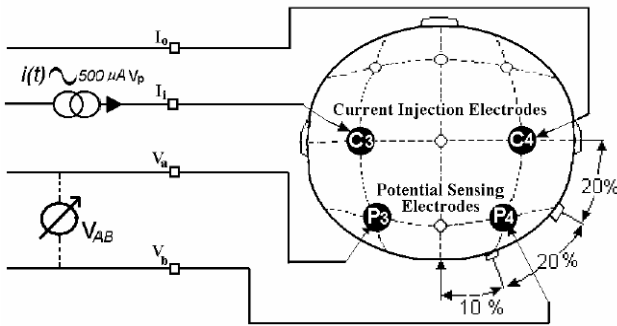 I₀
i(t) 500 µA Vp
I₁
Current Injection Electrodes
C3
C4
Va
Potential Sensing
Electrodes
20%
P3
P4
VAB
Vb
20 %
10 %